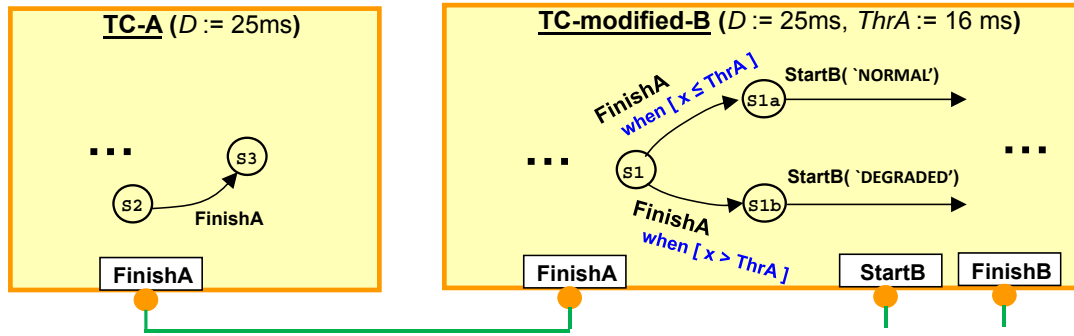 TC-A (D := 25ms)
...
S2
S3
FinishA
FinishA
TC-modified-B (D := 25ms, ThrA := 16 ms)
FinishA
when [ x ≤ ThrA ]
S1a
StartB( `NORMAL’)
...
S1
...
StartB( `DEGRADED’)
S1b
FinishA
when [ x > ThrA ]
FinishA
StartB
FinishB